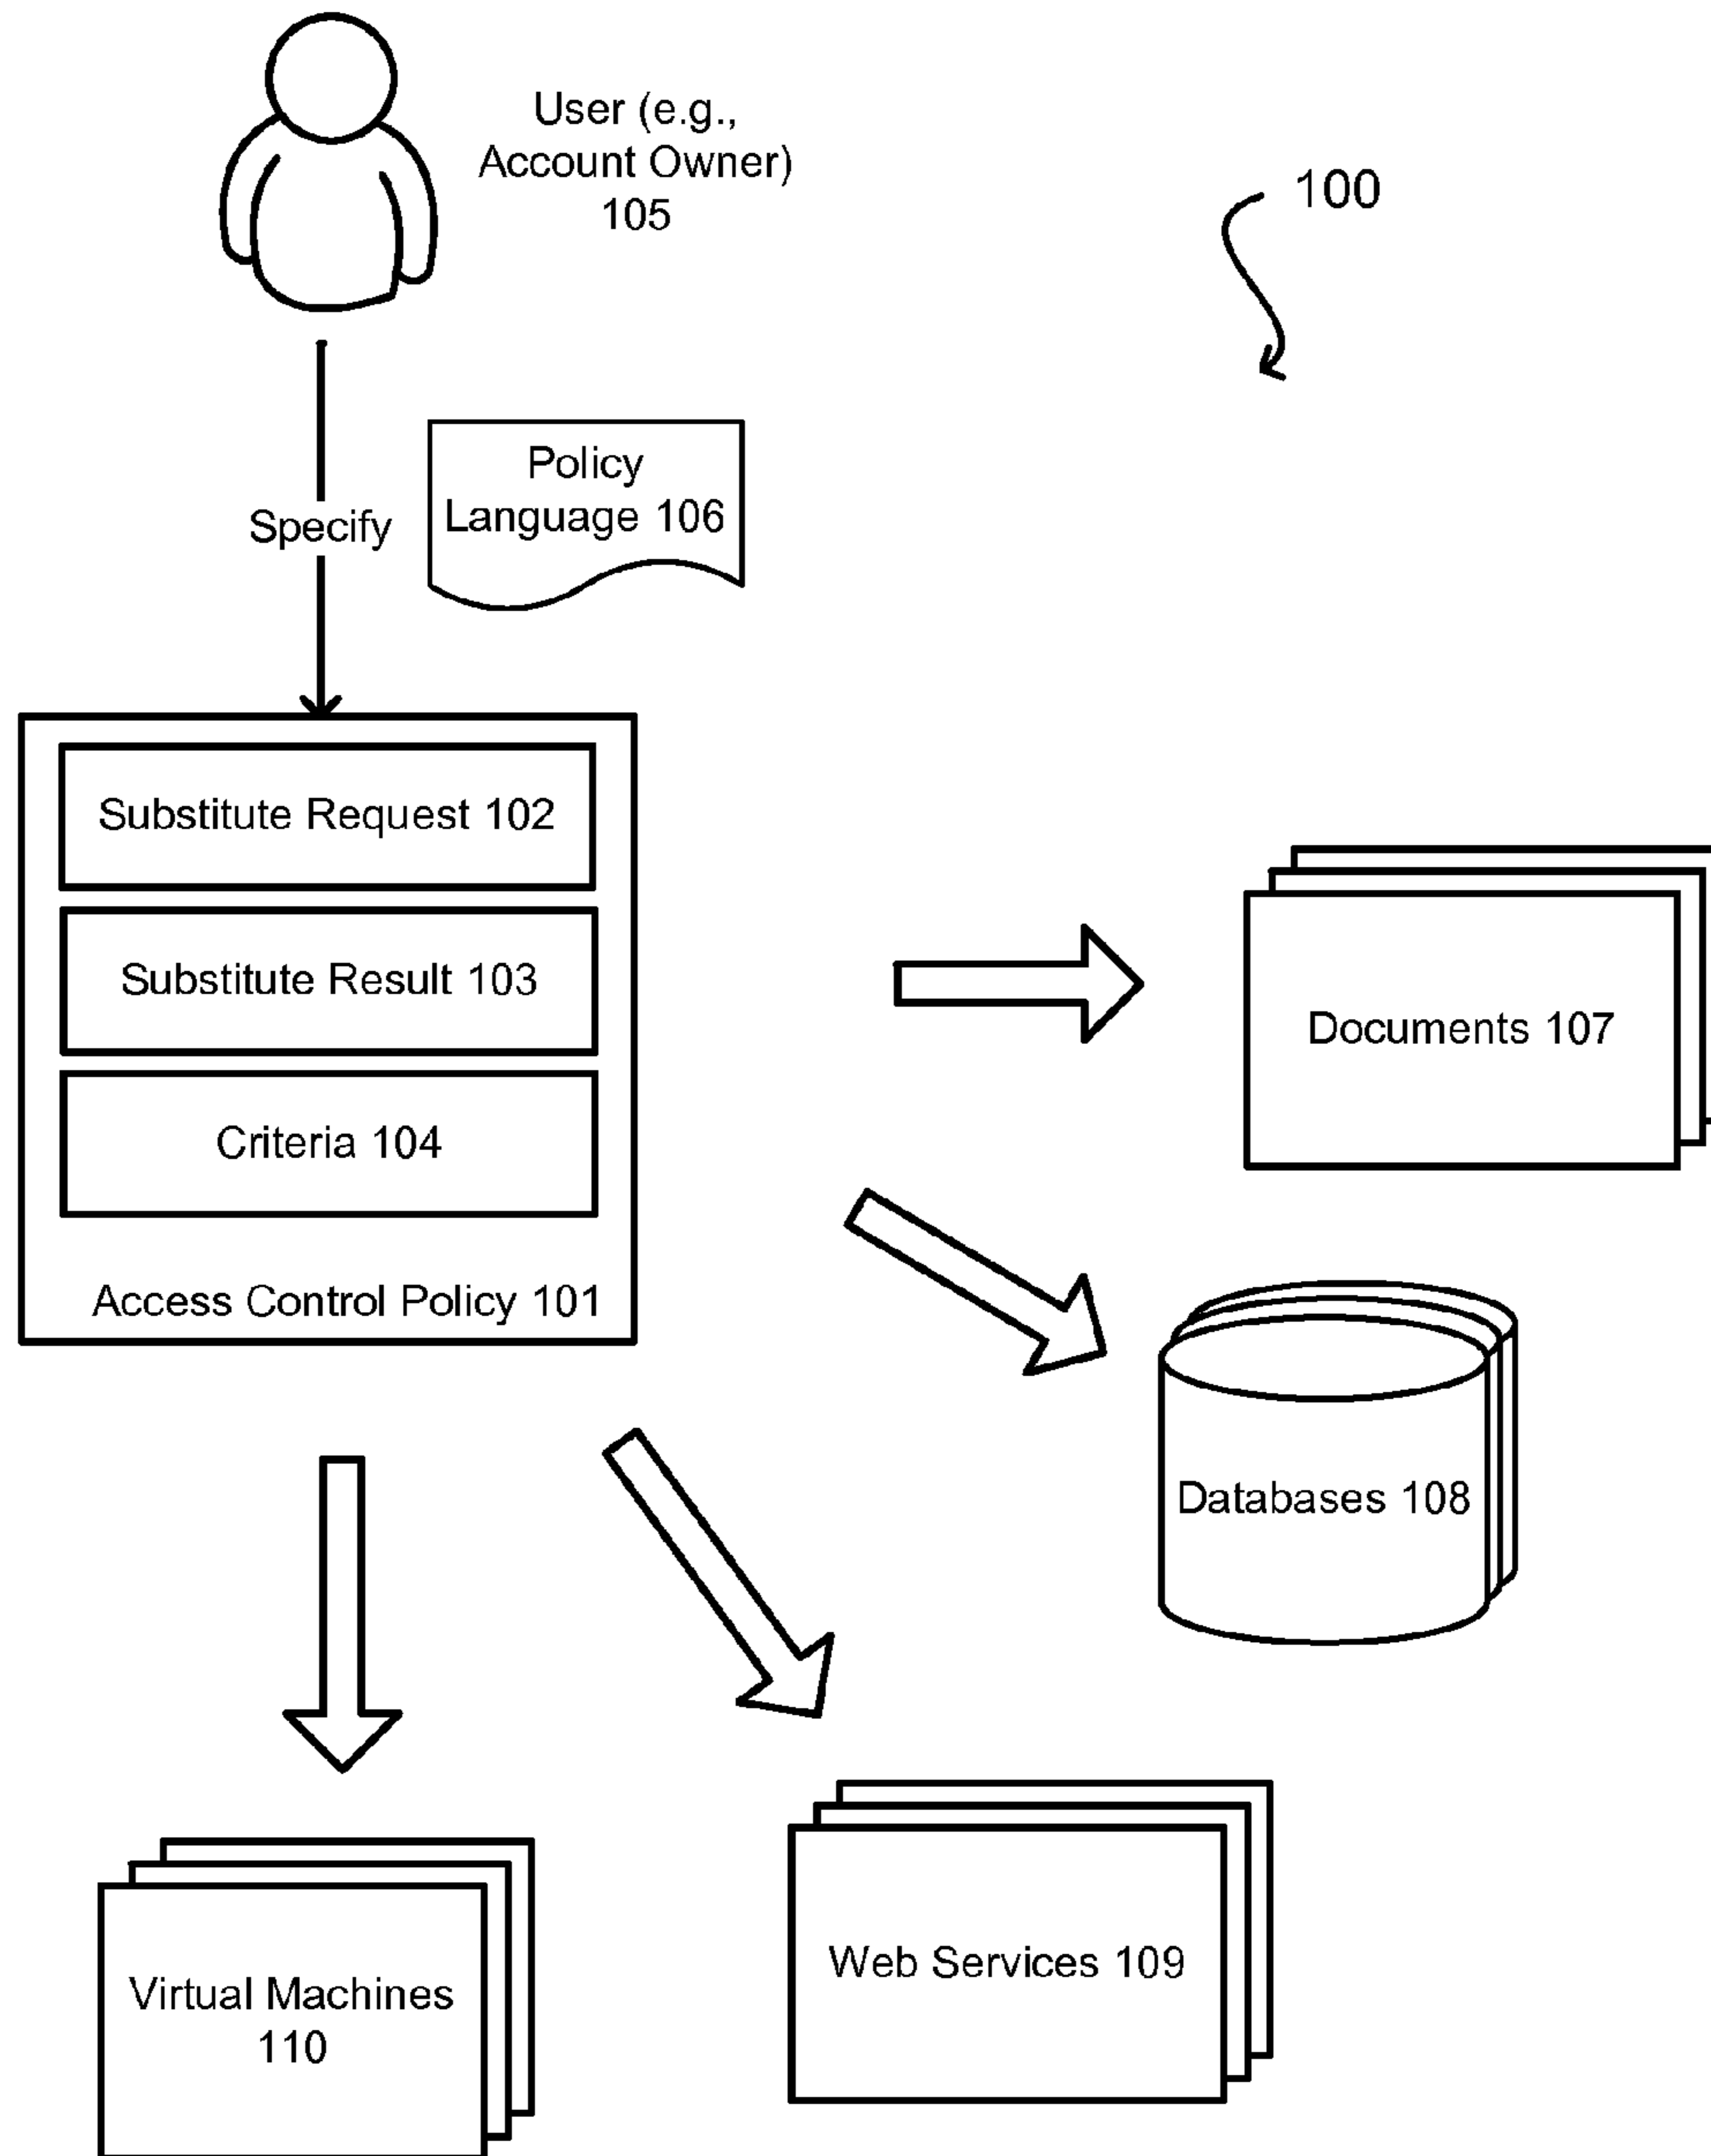 User (e.g.,
Account Owner)
105
100
Policy
Language 106
Specify
Substitute Request 102
Substitute Result 103
Criteria 104
Access Control Policy 101
Documents 107
Databases 108
Web Services 109
Virtual Machines
110